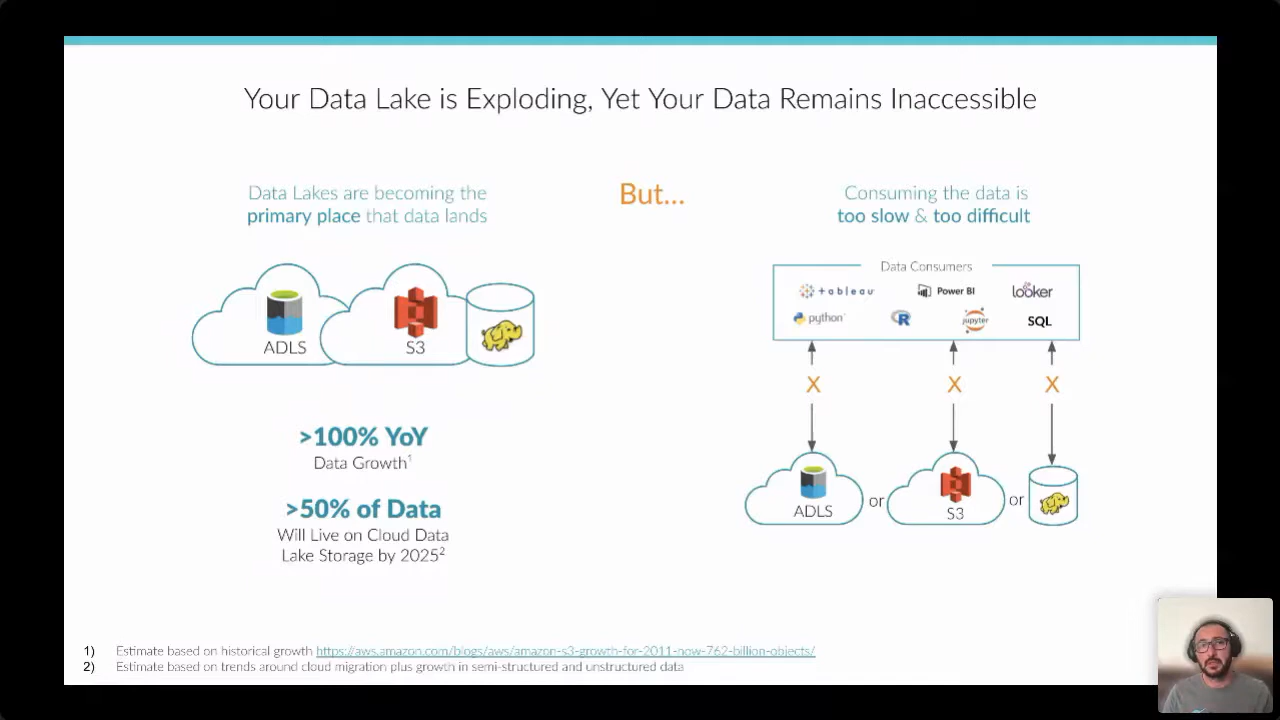 Your Data Lake is Exploding, Yet Your Data Remains Inaccessible
Data Lakes are becoming the
primary place that data lands
But...
Consuming the data is
too slow & too difficult
ADLS
S3
>100% YoY
Data Growth1
>50% of Data
Will Live on Cloud Data
Lake Storage by 20252
Data Consumers
+ a b l e a u
Power BI
looker
python
R
jupyter
SQL
X
X
X
ADLS
or
S3
or
1) Estimate based on historical growth https://aws.amazon.com/blogs/aws/amazon-s3-growth-for-2011-now-762-billion-objects/
2) Estimate based on trends around cloud migration plus growth in semi-structured and unstructured data